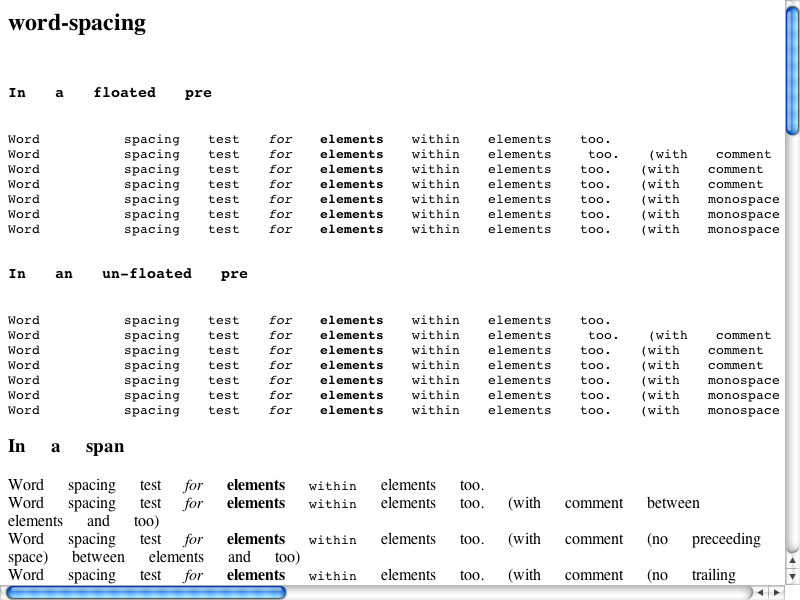 word-spacing
In a floated pre
Word spacing test for elements within elements too.
Word spacing test for elements within elements too. (with comment
Word spacing test for elements within elements too. (with comment
Word spacing test for elements within elements too. (with comment
Word spacing test for elements within elements too. (with monospace
Word spacing test for elements within elements too. (with monospace
Word spacing test for elements within elements too. (with monospace
In an un-floated pre
Word spacing test for elements within elements too.
Word spacing test for elements within elements too. (with comment
Word spacing test for elements within elements too. (with comment
Word spacing test for elements within elements too. (with comment
Word spacing test for elements within elements too. (with monospace
Word spacing test for elements within elements too. (with monospace
Word spacing test for elements within elements too. (with monospace
In a span
Word spacing test for elements within elements too.
Word spacing test for elements within elements too. (with comment between
elements and too)
Word spacing test for elements within elements too. (with comment (no preceeding
space) between elements and too)
Word spacing test for elements within elements too. (with comment (no trailing